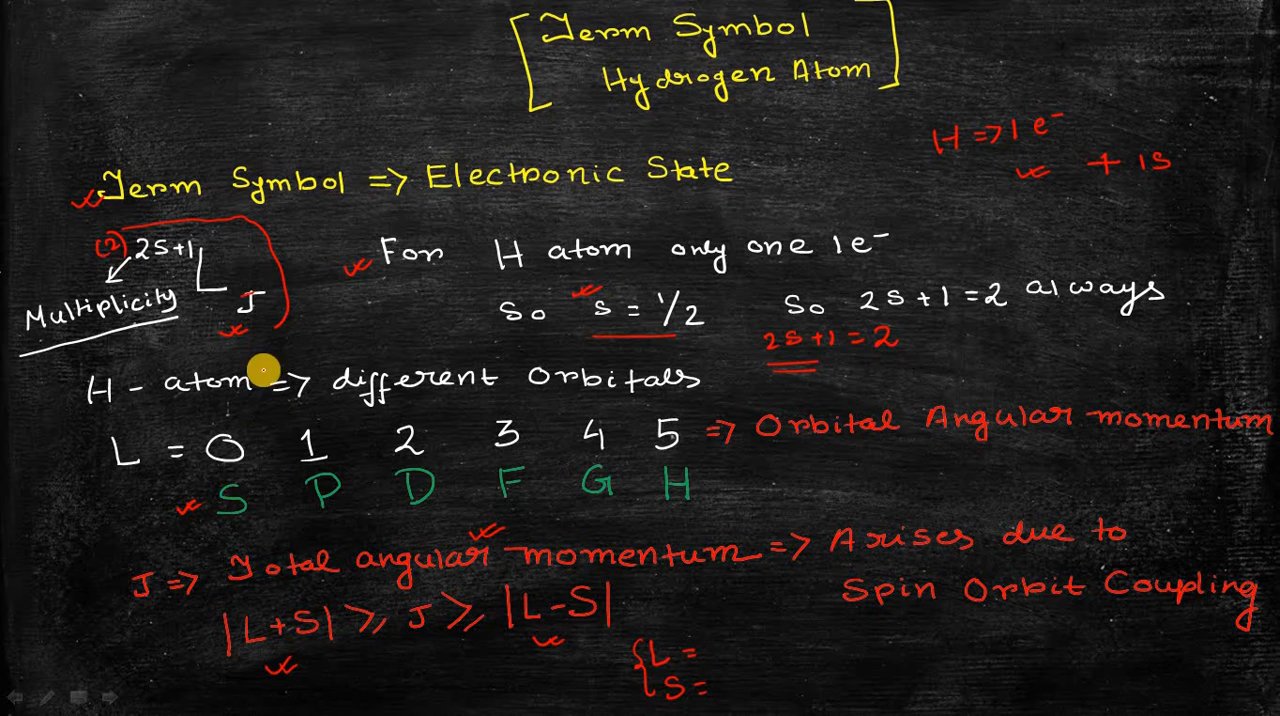 Term Symbol
Hydrogen Atom
H => 1 e⁻
+ 1s
Term Symbol => Electronic State
(2) 2S+1 L J
Multiplicity
For H atom only one 1e⁻
So s = 1/2 So 2s+1=2 always
2s+1=2
H - atom => different Orbitals
L = 0 1 2 3 4 5 => Orbital Angular momentum
S P D F G H
J => Total angular momentum => Arises due to
Spin Orbit Coupling
|L+S| ⩾ J ⩾ |L-S|
{ L =
S =